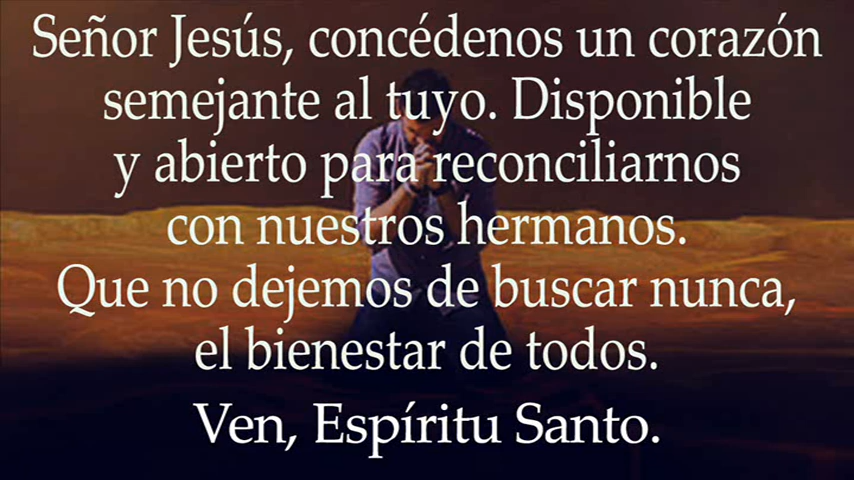 Señor Jesús, concédenos un corazón
semejante al tuyo. Disponible
y abierto para reconciliarnos
con nuestros hermanos.
Que no dejemos de buscar nunca,
el bienestar de todos.
Ven, Espíritu Santo.